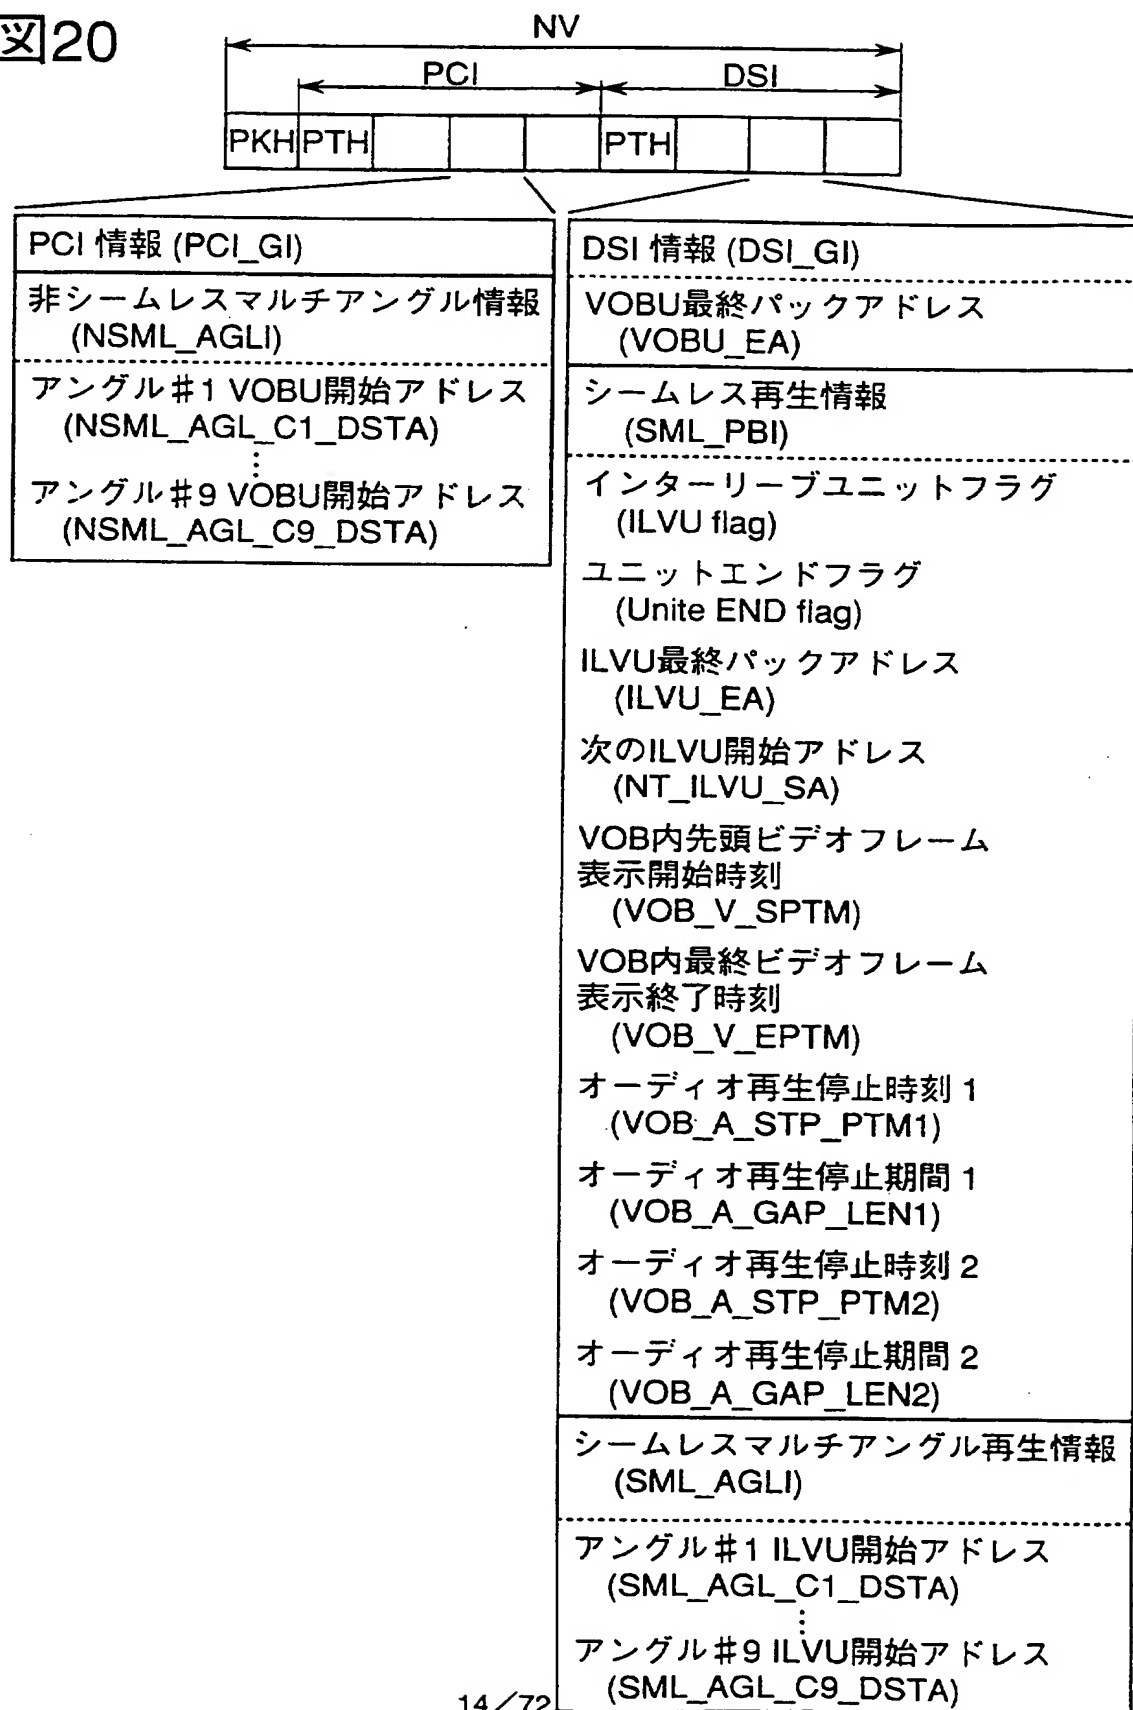 図20
NV
PCI DSI
PKH PTH PTH
PCI 情報 (PCI_GI)
非シームレスマルチアングル情報
(NSML_AGLI)
アングル＃1 VOBU開始アドレス
(NSML_AGL_C1_DSTA)
⋮
アングル＃9 VOBU開始アドレス
(NSML_AGL_C9_DSTA)
DSI 情報 (DSI_GI)
VOBU最終パックアドレス
(VOBU_EA)
シームレス再生情報
(SML_PBI)
インターリーブユニットフラグ
(ILVU flag)
ユニットエンドフラグ
(Unite END flag)
ILVU最終パックアドレス
(ILVU_EA)
次のILVU開始アドレス
(NT_ILVU_SA)
VOB内先頭ビデオフレーム
表示開始時刻
(VOB_V_SPTM)
VOB内最終ビデオフレーム
表示終了時刻
(VOB_V_EPTM)
オーディオ再生停止時刻 1
(VOB_A_STP_PTM1)
オーディオ再生停止期間 1
(VOB_A_GAP_LEN1)
オーディオ再生停止時刻 2
(VOB_A_STP_PTM2)
オーディオ再生停止期間 2
(VOB_A_GAP_LEN2)
シームレスマルチアングル再生情報
(SML_AGLI)
アングル＃1 ILVU開始アドレス
(SML_AGL_C1_DSTA)
⋮
アングル＃9 ILVU開始アドレス
(SML_AGL_C9_DSTA)
14／72